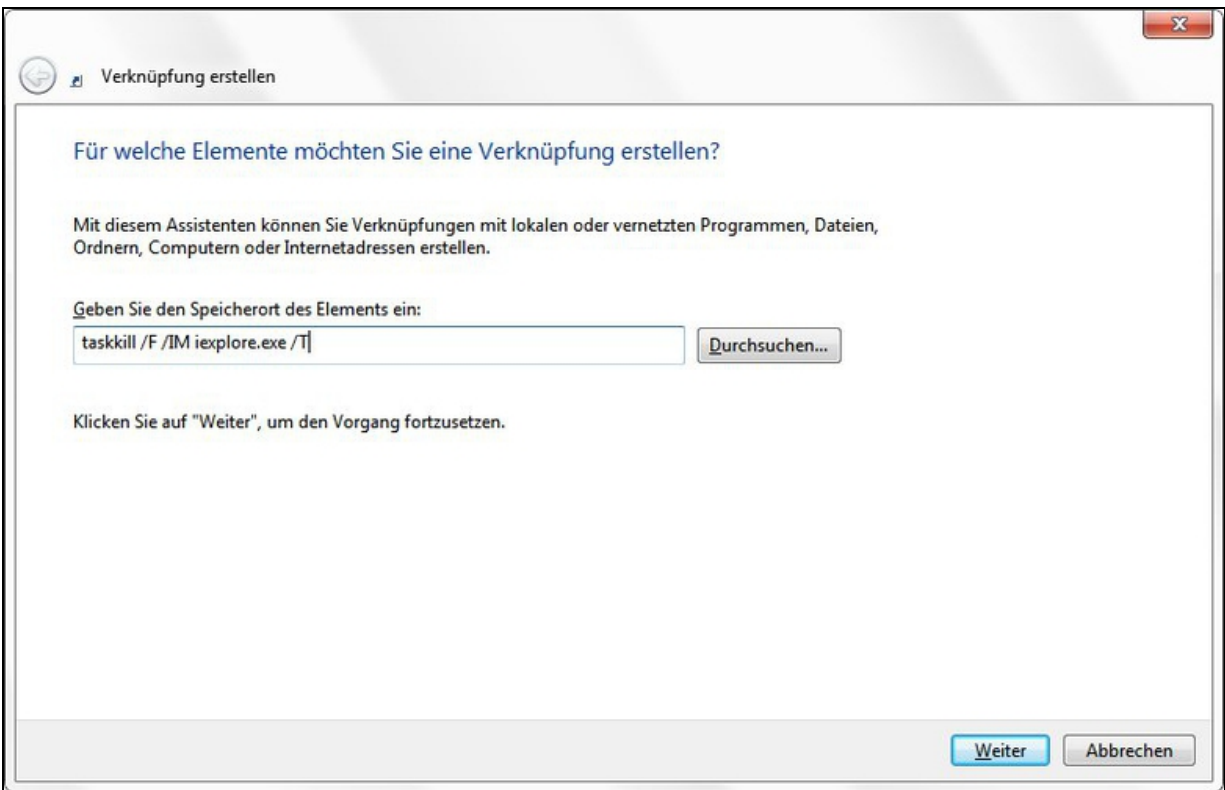 Verknüpfung erstellen
Für welche Elemente möchten Sie eine Verknüpfung erstellen?
Mit diesem Assistenten können Sie Verknüpfungen mit lokalen oder vernetzten Programmen, Dateien,
Ordnern, Computern oder Internetadressen erstellen.
Geben Sie den Speicherort des Elements ein:
taskkill /F /IM iexplore.exe /T
Durchsuchen...
Klicken Sie auf "Weiter", um den Vorgang fortzusetzen.
Weiter
Abbrechen